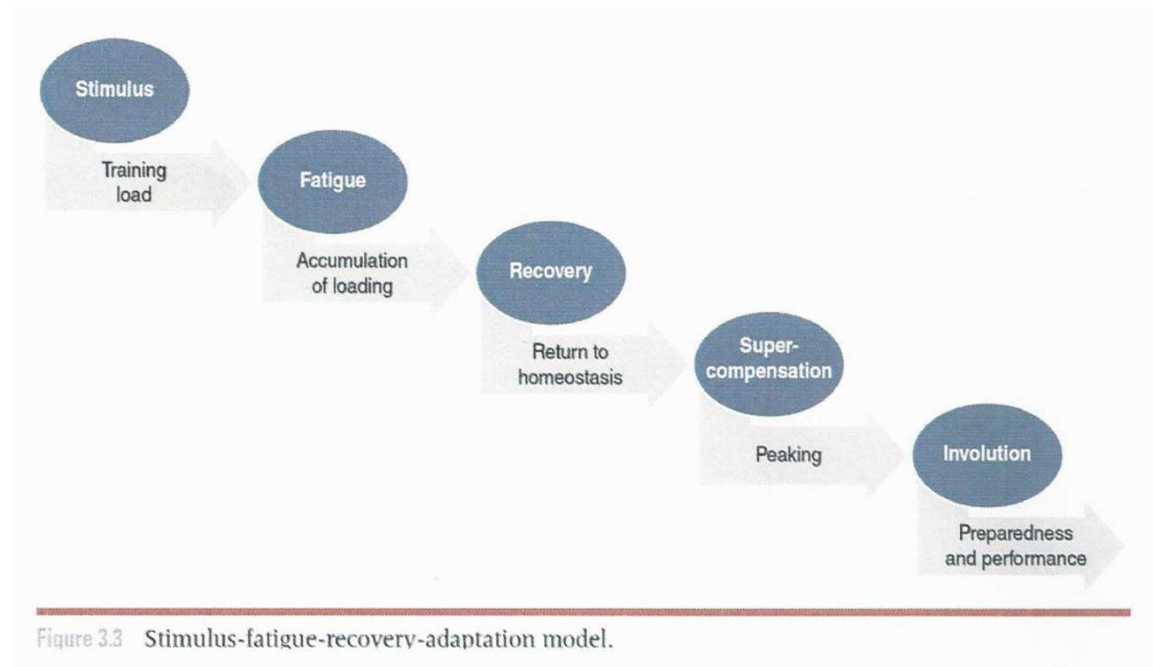 Stimulus
Training
load
Fatigue
Accumulation
of loading
Recovery
Return to
homeostasis
Super-
compensation
Peaking
Involution
Preparedness
and performance
Figure 3.3 Stimulus-fatigue-recovery-adaptation model.